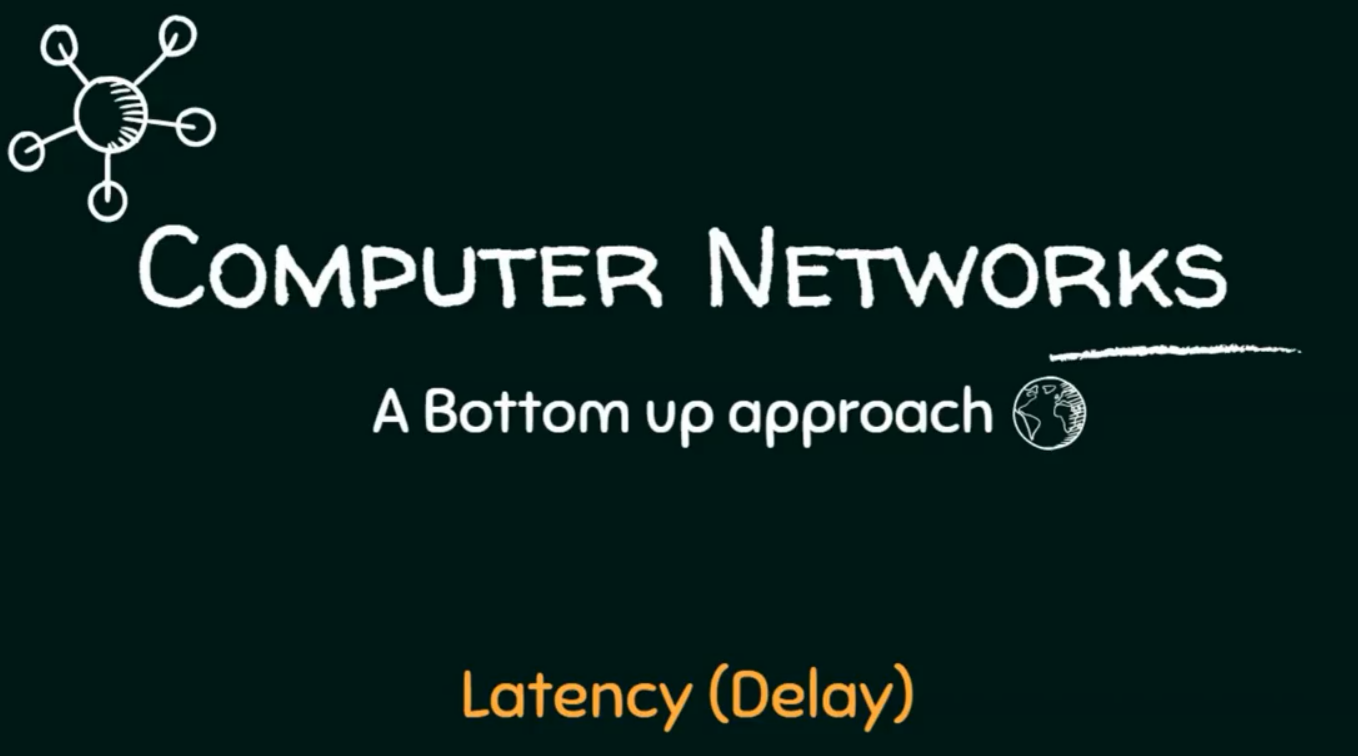 Computer Networks
A Bottom up approach
Latency (Delay)